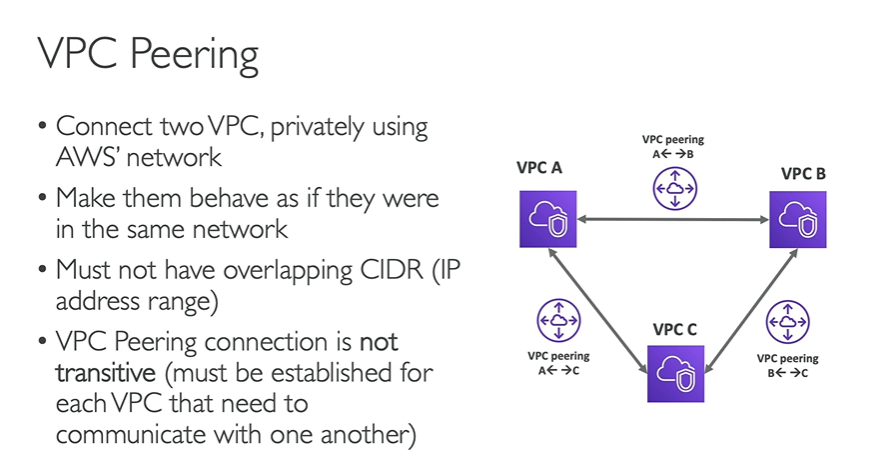 VPC Peering
• Connect two VPC, privately using
AWS’ network
• Make them behave as if they were
in the same network
• Must not have overlapping CIDR (IP
address range)
• VPC Peering connection is not
transitive (must be established for
each VPC that need to
communicate with one another)
VPC peering
A← →B
VPC A
VPC B
VPC peering
A← →C
VPC C
VPC peering
B← →C